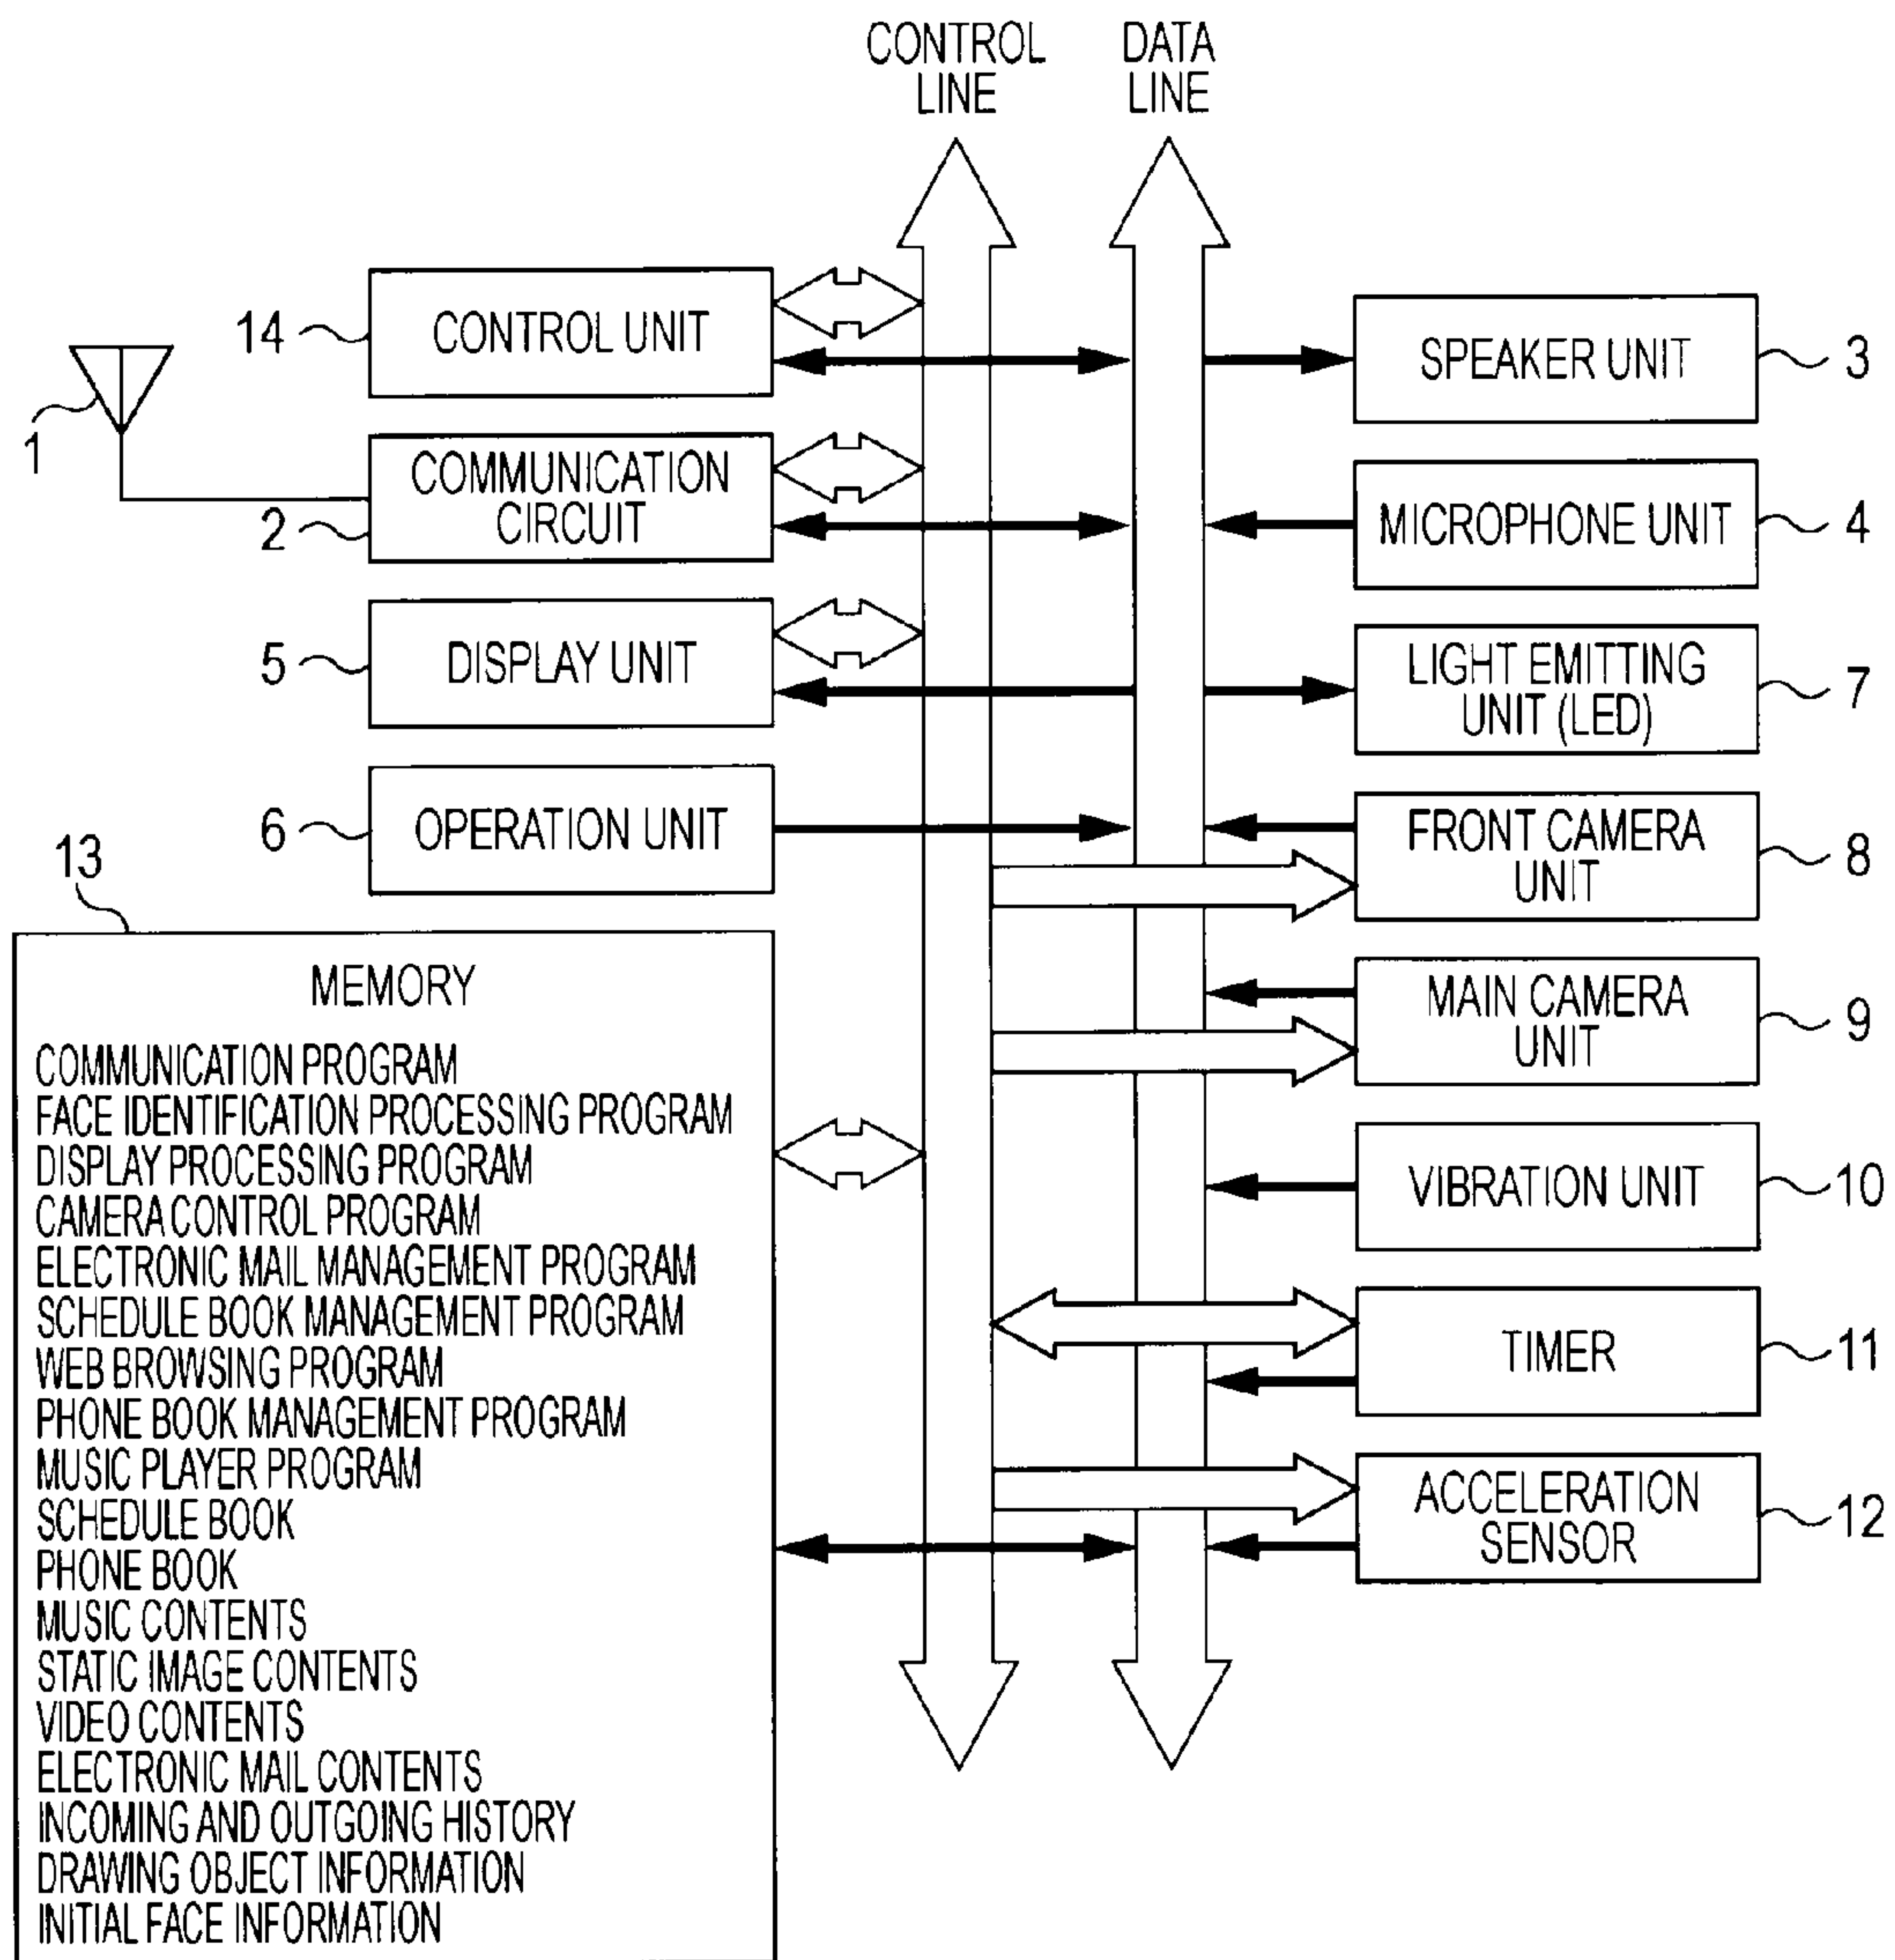 CONTROL
LINE
DATA
LINE
14
CONTROL UNIT
1
2
COMMUNICATION
CIRCUIT
5
DISPLAY UNIT
6
OPERATION UNIT
13
MEMORY
COMMUNICATION PROGRAM
FACE IDENTIFICATION PROCESSING PROGRAM
DISPLAY PROCESSING PROGRAM
CAMERA CONTROL PROGRAM
ELECTRONIC MAIL MANAGEMENT PROGRAM
SCHEDULE BOOK MANAGEMENT PROGRAM
WEB BROWSING PROGRAM
PHONE BOOK MANAGEMENT PROGRAM
MUSIC PLAYER PROGRAM
SCHEDULE BOOK
PHONE BOOK
MUSIC CONTENTS
STATIC IMAGE CONTENTS
VIDEO CONTENTS
ELECTRONIC MAIL CONTENTS
INCOMING AND OUTGOING HISTORY
DRAWING OBJECT INFORMATION
INITIAL FACE INFORMATION
SPEAKER UNIT
3
MICROPHONE UNIT
4
LIGHT EMITTING
UNIT (LED)
7
FRONT CAMERA
UNIT
8
MAIN CAMERA
UNIT
9
VIBRATION UNIT
10
TIMER
11
ACCELERATION
SENSOR
12